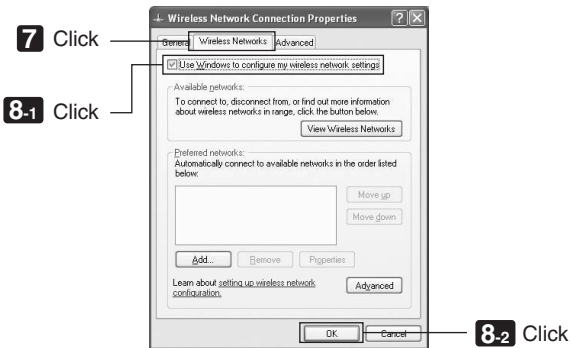 Wireless Network Connection Properties
7 Click
General Wireless Networks Advanced
Use Windows to configure my wireless network settings
8-1 Click
Available networks:
To connect to, disconnect from, or find out more information
about wireless networks in range, click the button below.
View Wireless Networks
Preferred networks:
Automatically connect to available networks in the order listed
below:
Move up
Move down
Add... Remove Properties
Learn about setting up wireless network
configuration.
Advanced
OK Cancel
8-2 Click